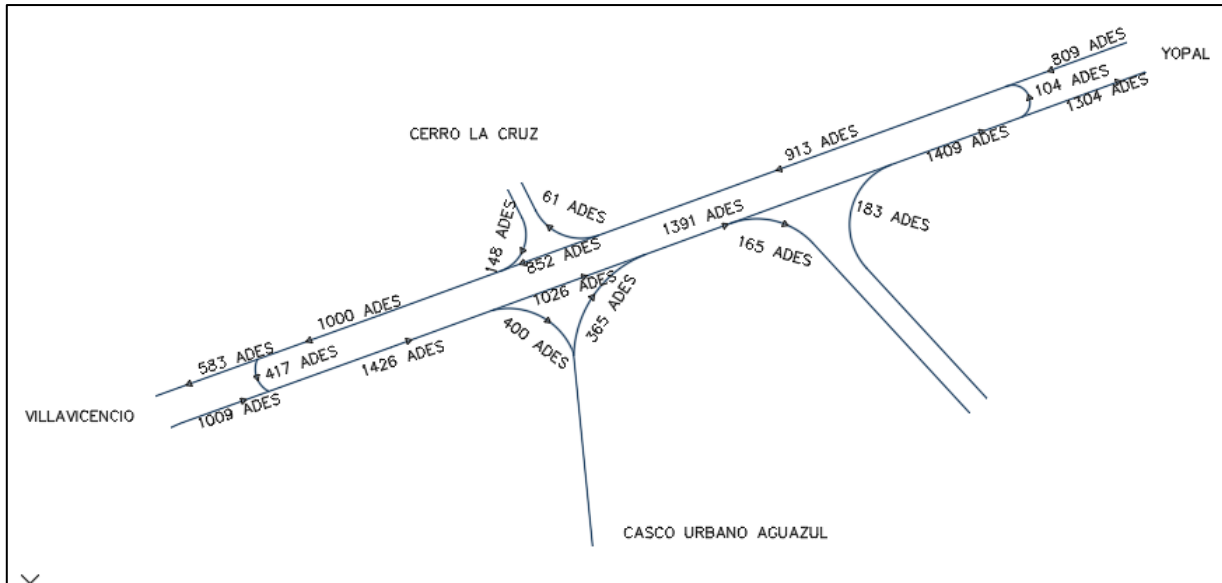 809 ADES
YOPAL
104 ADES
1304 ADES
CERRO LA CRUZ
913 ADES
1409 ADES
61 ADES
148 ADES
1391 ADES
183 ADES
852 ADES
165 ADES
1026 ADES
365 ADES
1000 ADES
400 ADES
583 ADES
417 ADES
1426 ADES
VILLAVICENCIO
1009 ADES
CASCO URBANO AGUAZUL